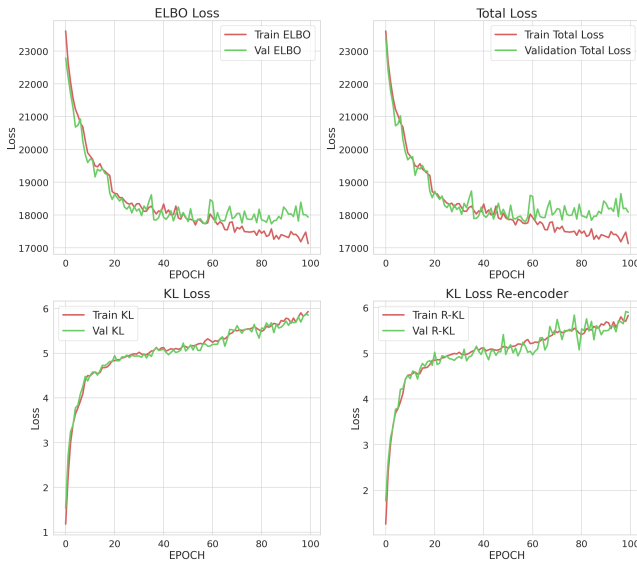 ELBO Loss
Train ELBO
Val ELBO
23000
22000
21000
20000
19000
18000
17000
Loss
0 20 40 60 80 100
EPOCH
Total Loss
Train Total Loss
Validation Total Loss
23000
22000
21000
20000
19000
18000
17000
Loss
0 20 40 60 80 100
EPOCH
KL Loss
Train KL
Val KL
6
5
4
3
2
1
Loss
0 20 40 60 80 100
EPOCH
KL Loss Re-encoder
Train R-KL
Val R-KL
6
5
4
3
2
Loss
0 20 40 60 80 100
EPOCH